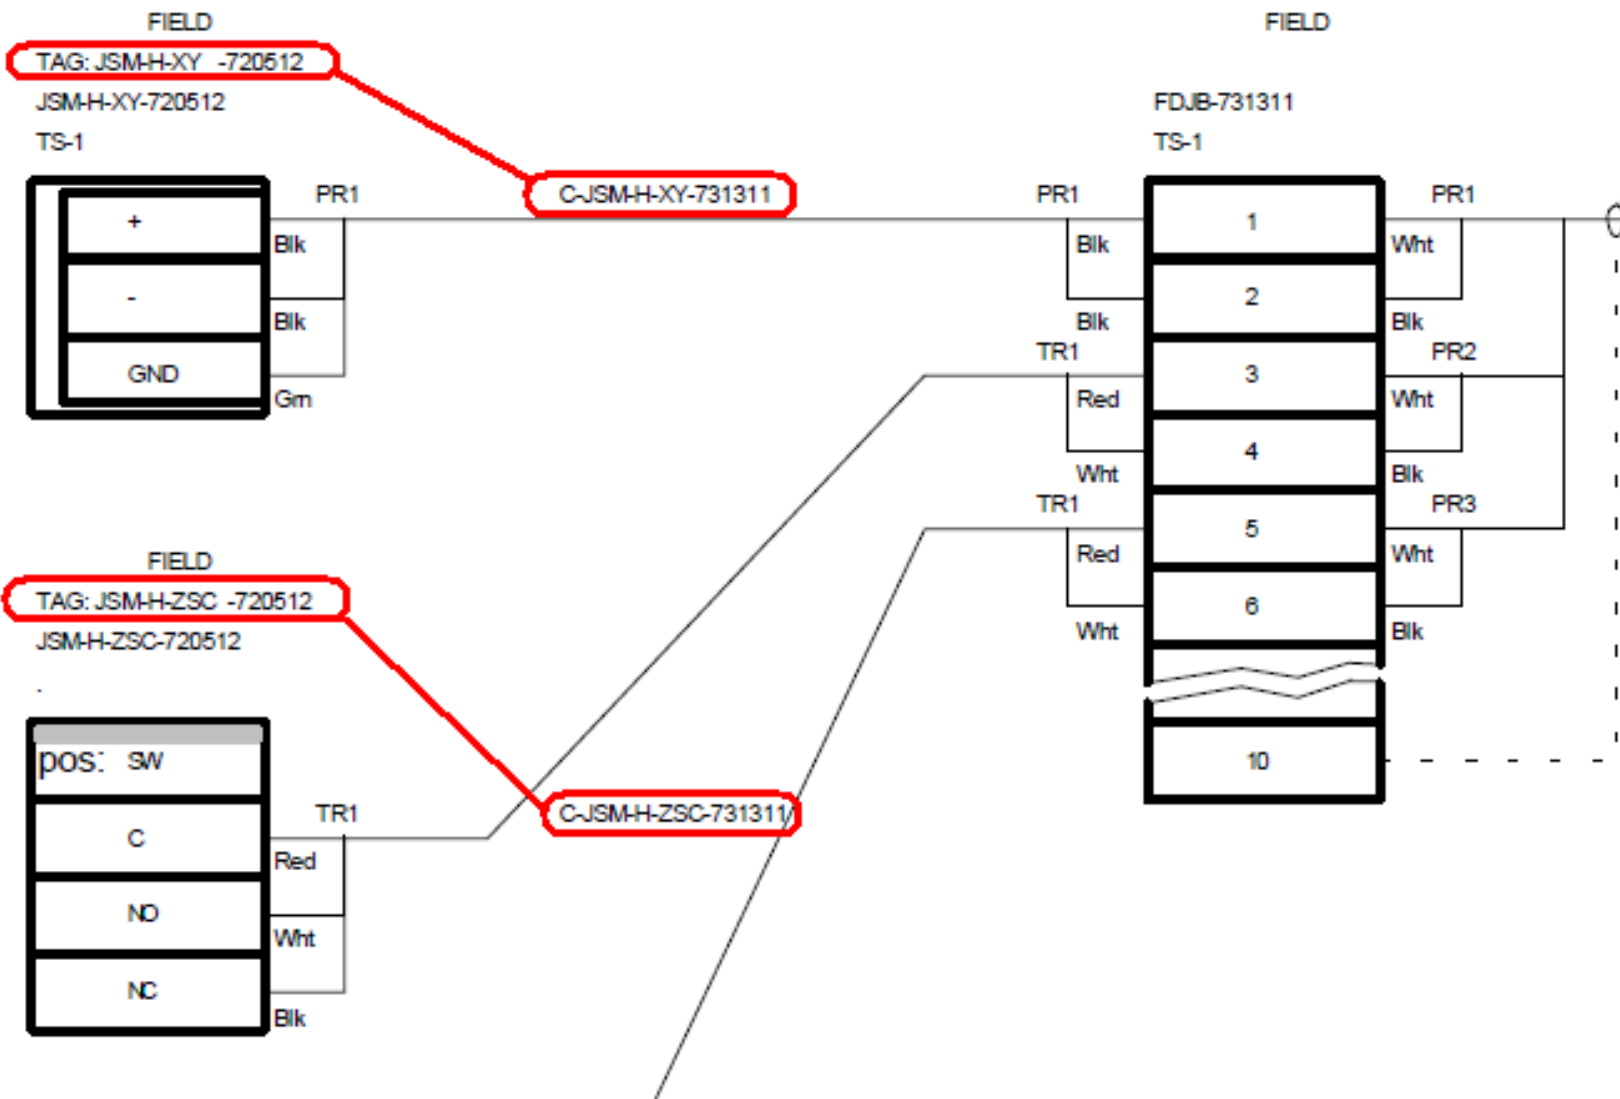 FIELD
TAG: JSM-H-XY -720512
JSM-H-XY-720512
TS-1
+
-
GND
PR1
Blk
Blk
Grn
C-JSM-H-XY-731311
FIELD
TAG: JSM-H-ZSC -720512
JSM-H-ZSC-720512
.
pos: SW
C
NO
NC
TR1
Red
Wht
Blk
C-JSM-H-ZSC-731311
FIELD
FDJB-731311
TS-1
PR1
Blk
Blk
TR1
Red
Wht
TR1
Red
Wht
1
2
3
4
5
6
10
PR1
Wht
Blk
PR2
Wht
Blk
PR3
Wht
Blk